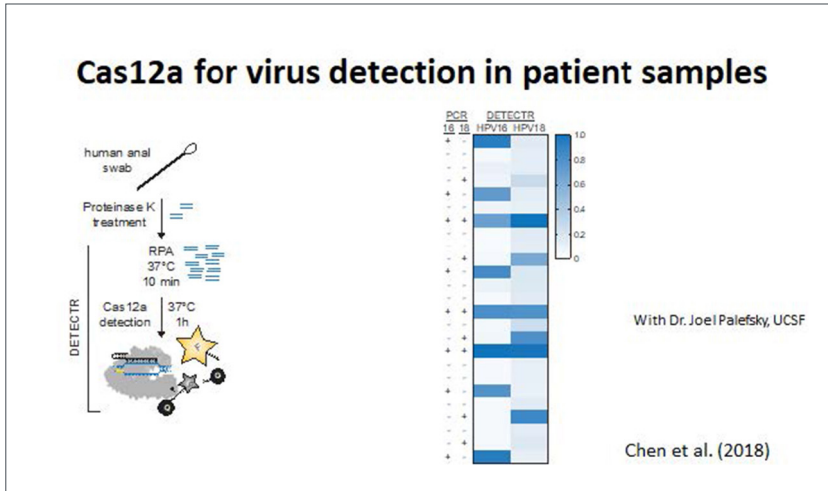 Cas12a for virus detection in patient samples
human anal
swab
Proteinase K
treatment
RPA
37°C
10 min
Cas12a
detection
37°C
1h
DETECTR
F
PCR DETECTR
16 18 HPV16 HPV18
+ -
- -
- -
- +
+ -
- -
+ +
- -
- -
- +
+ -
- -
- -
+ +
- -
- +
+ +
- -
- -
+ -
- -
- +
- -
- +
+ -
1.0
0.8
0.6
0.4
0.2
0
With Dr. Joel Palefsky, UCSF
Chen et al. (2018)